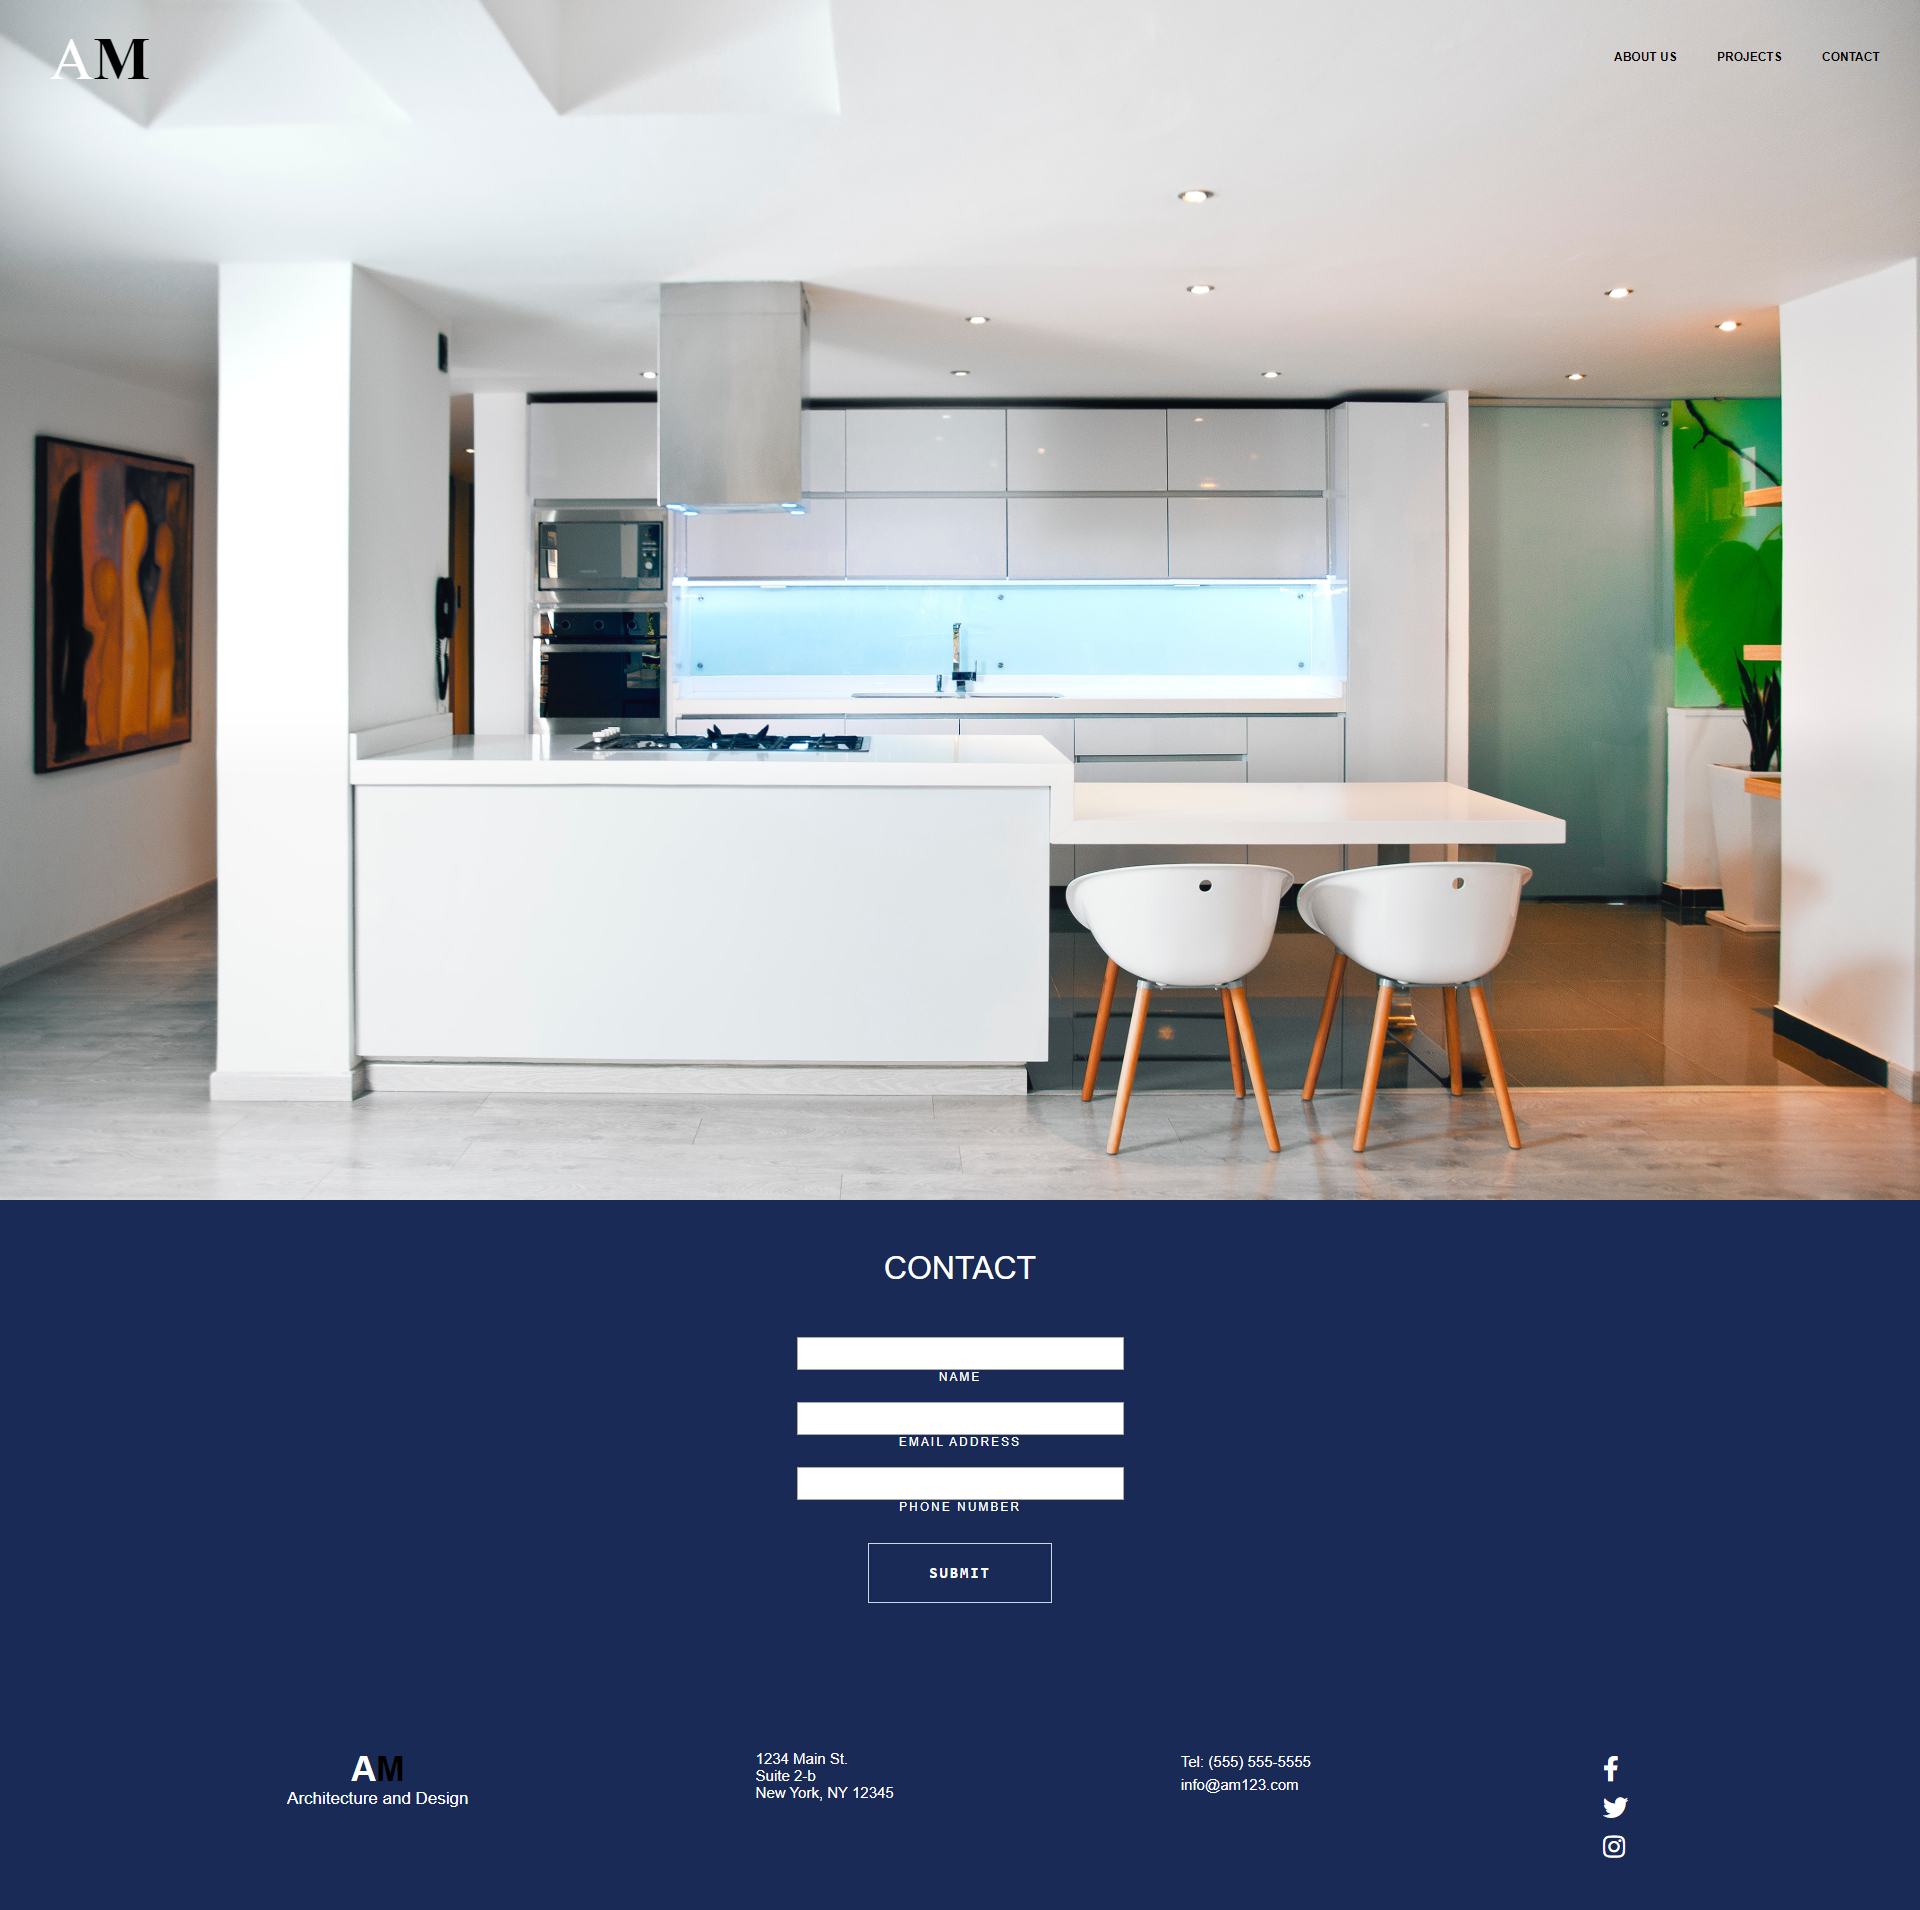 AM
ABOUT US
PROJECTS
CONTACT
CONTACT
NAME
EMAIL ADDRESS
PHONE NUMBER
SUBMIT
AM
Architecture and Design
1234 Main St.
Suite 2-b
New York, NY 12345
Tel: (555) 555-5555
info@am123.com